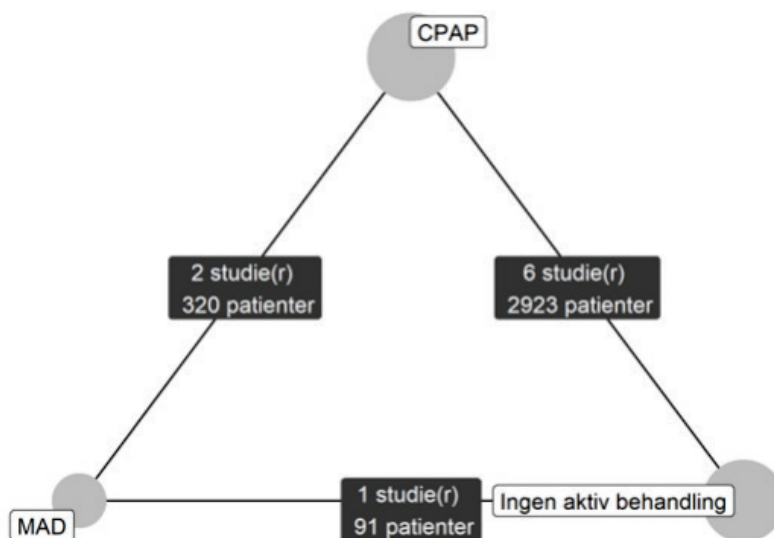 CPAP
2 studie(r)
320 patienter
6 studie(r)
2923 patienter
1 studie(r)
91 patienter
Ingen aktiv behandling
MAD